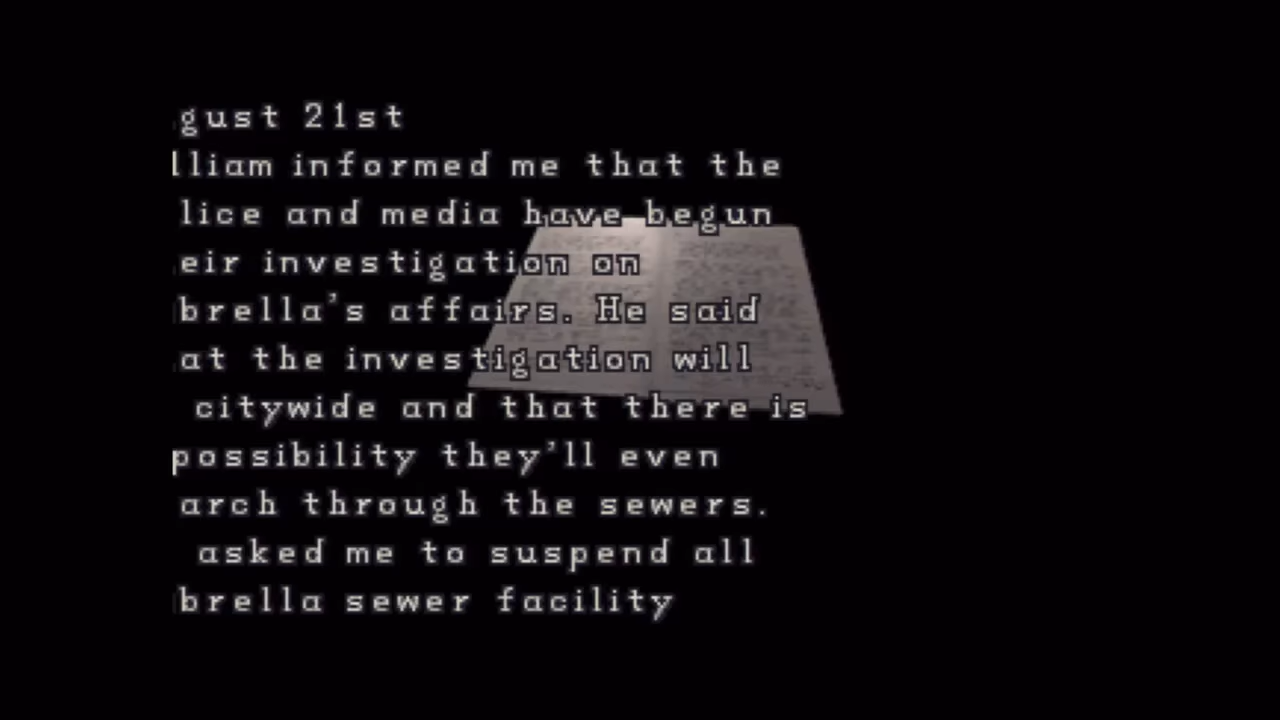 gust 21st
lliam informed me that the
lice and media have begun
eir investigation on
brella's affairs. He said
at the investigation will
citywide and that there is
possibility they'll even
arch through the sewers.
asked me to suspend all
brella sewer facility